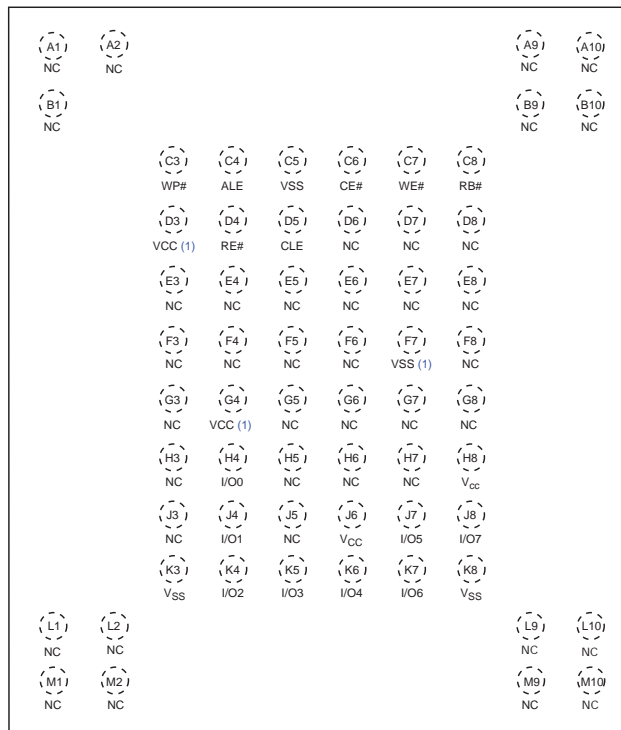 A1 A2 A9 A10
NC NC NC NC
B1 B9 B10
NC NC NC
C3 C4 C5 C6 C7 C8
WP# ALE VSS CE# WE# RB#
D3 D4 D5 D6 D7 D8
VCC (1) RE# CLE NC NC NC
E3 E4 E5 E6 E7 E8
NC NC NC NC NC NC
F3 F4 F5 F6 F7 F8
NC NC NC NC VSS (1) NC
G3 G4 G5 G6 G7 G8
NC VCC (1) NC NC NC NC
H3 H4 H5 H6 H7 H8
NC I/O0 NC NC NC Vcc
J3 J4 J5 J6 J7 J8
NC I/O1 NC VCC I/O5 I/O7
K3 K4 K5 K6 K7 K8
VSS I/O2 I/O3 I/O4 I/O6 VSS
L1 L2 L9 L10
NC NC NC NC
M1 M2 M9 M10
NC NC NC NC